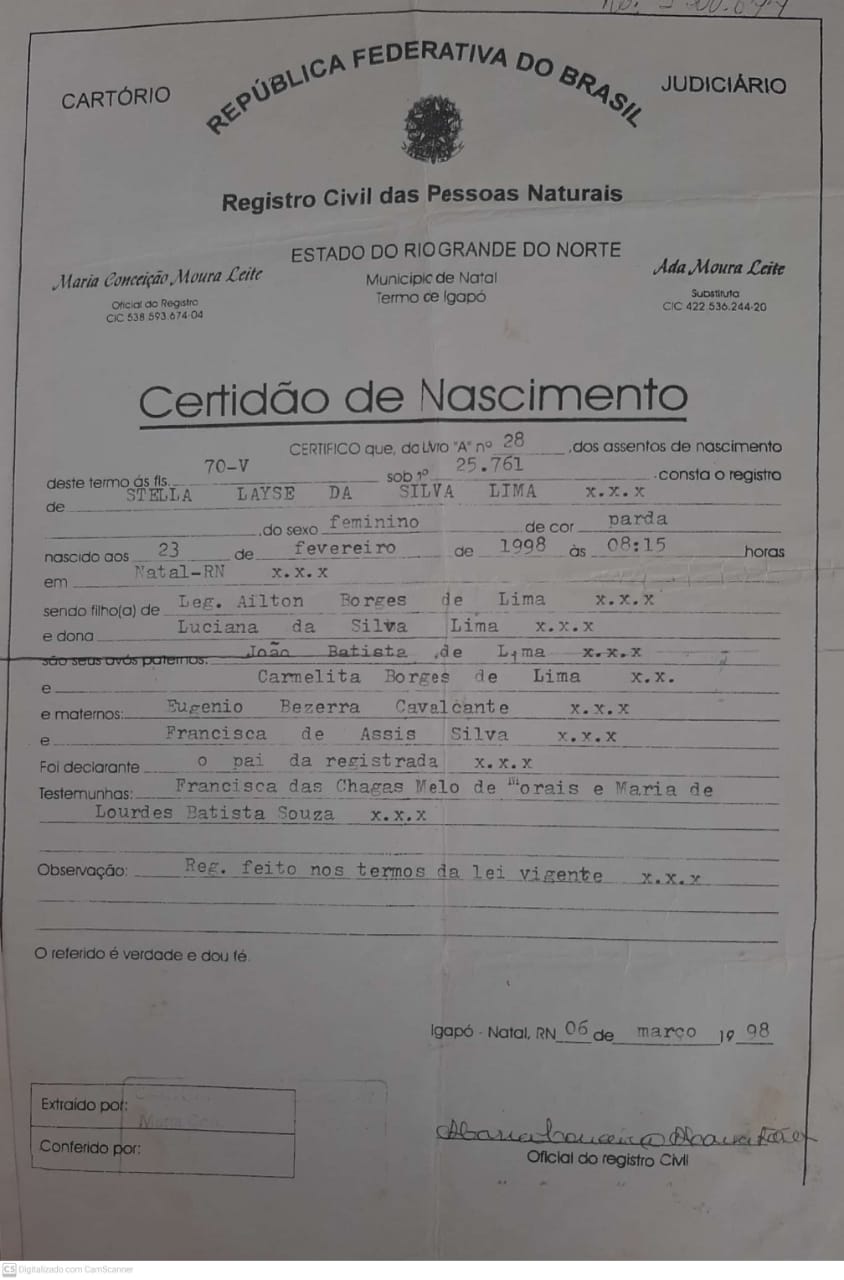 CARTÓRIO
REPÚBLICA FEDERATIVA DO BRASIL
JUDICIÁRIO
Registro Civil das Pessoas Naturais
ESTADO DO RIO GRANDE DO NORTE
Maria Conceição Moura Leite
Oficial do Registro
CIC 538.593.674-04
Município de Natal
Termo de Igapó
Ada Moura Leite
Substituta
CIC 422.536.244-20
Certidão de Nascimento
CERTIFICO que, do Livro "A" nº 28 , dos assentos de nascimento
deste termo ás fls. 70-V sob nº 25.761 . consta o registro
de STELLA LAYSE DA SILVA LIMA x.x.x
, do sexo feminino de cor parda
nascido aos 23 de fevereiro de 1998 às 08:15 horas
em Natal-RN x.x.x
sendo filho(a) de Leg. Ailton Borges de Lima x.x.x
e dona Luciana da Silva Lima x.x.x
são seus avós paternos: João Batista de Lima x.x.x
e Carmelita Borges de Lima x.x.
e maternos: Eugenio Bezerra Cavalcante x.x.x
e Francisca de Assis Silva x.x.x
Foi declarante o pai da registrada x.x.x
Testemunhas: Francisca das Chagas Melo de Morais e Maria de
Lourdes Batista Souza x.x.x
Observação: Reg. feito nos termos da lei vigente x.x.x
O referido é verdade e dou fé.
Igapó - Natal, RN 06 de março 19 98
Extraído por:
Conferido por:
Oficial do registro Civil
CS Digitalizado com CamScanner